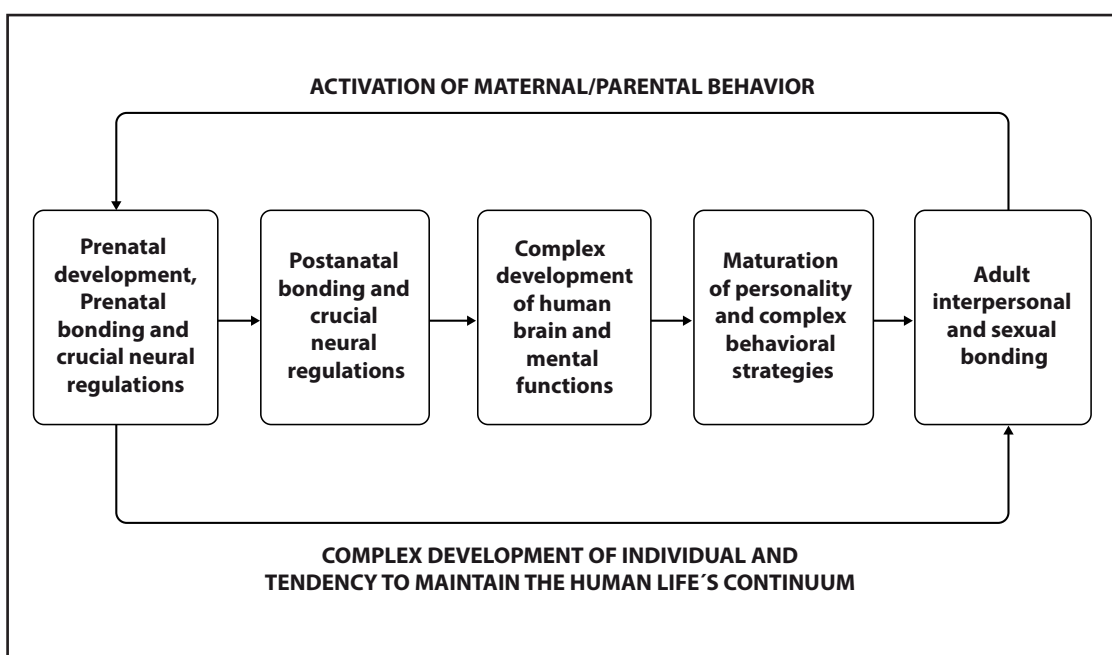 ACTIVATION OF MATERNAL/PARENTAL BEHAVIOR
Prenatal
development,
Prenatal
bonding and
crucial neural
regulations
Postanatal
bonding and
crucial
neural
regulations
Complex
development
of human
brain and
mental
functions
Maturation
of personality
and complex
behavioral
strategies
Adult
interpersonal
and sexual
bonding
COMPLEX DEVELOPMENT OF INDIVIDUAL AND
TENDENCY TO MAINTAIN THE HUMAN LIFE´S CONTINUUM